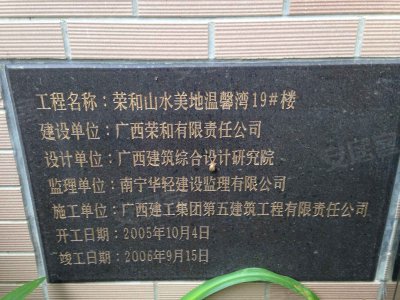 工程名称：荣和山水美地温馨湾19#楼
建设单位：广西荣和有限责任公司
设计单位：广西建筑综合设计研究院
监理单位：南宁华轻建设监理有限公司
施工单位：广西建工集团第五建筑工程有限责任公司
开工日期：2005年10月4日
竣工日期：2006年9月15日